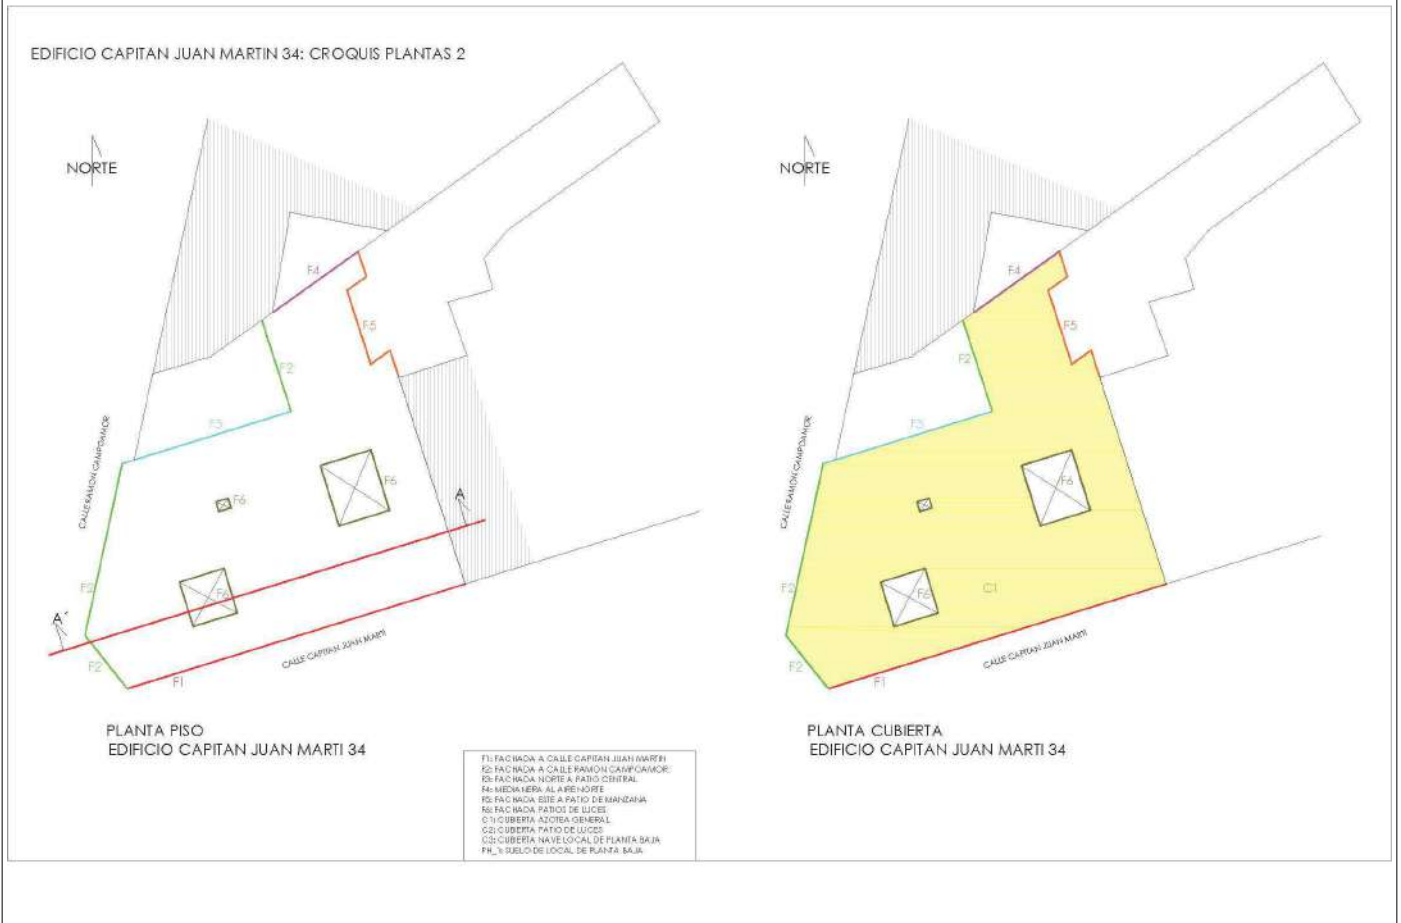 EDIFICIO CAPITAN JUAN MARTIN 34: CROQUIS PLANTAS 2
NORTE
F4
F5
F2
F3
CALLE RAMON CAMPOAMOR
F6
F6
A
F2
F6
A'
F2
CALLE CAPITAN JUAN MARTI
F1
PLANTA PISO
EDIFICIO CAPITAN JUAN MARTI 34
NORTE
F4
F5
F2
F3
CALLE RAMON CAMPOAMOR
F6
F2
F6
C1
F2
CALLE CAPITAN JUAN MARTI
F1
PLANTA CUBIERTA
EDIFICIO CAPITAN JUAN MARTI 34
F1: FACHADA A CALLE CAPITAN JUAN MARTIN
F2: FACHADA A CALLE RAMON CAMPOAMOR
F3: FACHADA NORTE A PATIO CENTRAL
F4: MEDIANERA AL AIRE NORTE
F5: FACHADA ESTE A PATIO DE MANZANA
F6: FACHADA PATIOS DE LUCES
C1: CUBIERTA AZOTEA GENERAL
C2: CUBIERTA PATIO DE LUCES
C3: CUBIERTA NAVE LOCAL DE PLANTA BAJA
PH_1: SUELO DE LOCAL DE PLANTA BAJA